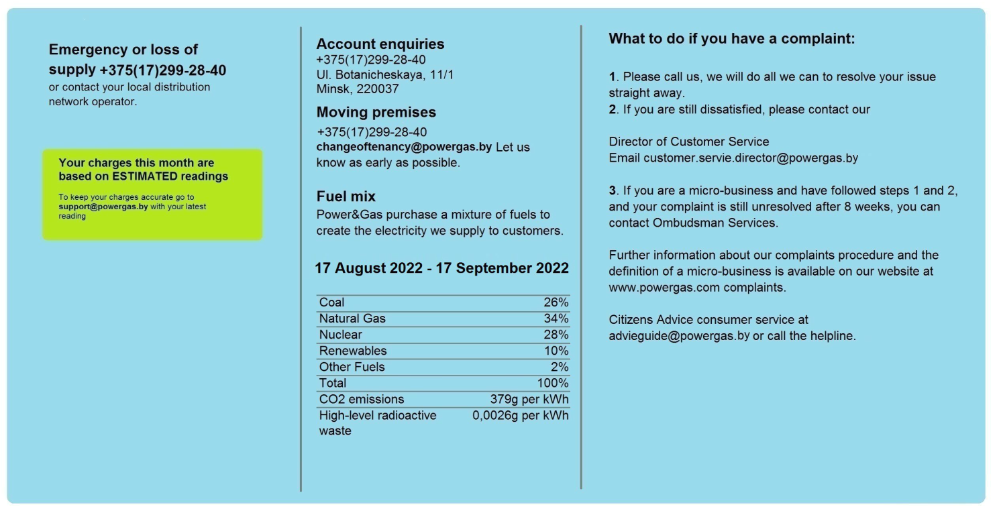 Emergency or loss of
supply +375(17)299-28-40
or contact your local distribution
network operator.
Your charges this month are
based on ESTIMATED readings
To keep your charges accurate go to
support@powergas.by with your latest
reading
Account enquiries
+375(17)299-28-40
Ul. Botanicheskaya, 11/1
Minsk, 220037
Moving premises
+375(17)299-28-40
changeoftenancy@powergas.by Let us
know as early as possible.
Fuel mix
Power&Gas purchase a mixture of fuels to
create the electricity we supply to customers.
17 August 2022 - 17 September 2022
Coal 26%
Natural Gas 34%
Nuclear 28%
Renewables 10%
Other Fuels 2%
Total 100%
CO2 emissions 379g per kWh
High-level radioactive 0,0026g per kWh
waste
What to do if you have a complaint:
1. Please call us, we will do all we can to resolve your issue
straight away.
2. If you are still dissatisfied, please contact our
Director of Customer Service
Email customer.servie.director@powergas.by
3. If you are a micro-business and have followed steps 1 and 2,
and your complaint is still unresolved after 8 weeks, you can
contact Ombudsman Services.
Further information about our complaints procedure and the
definition of a micro-business is available on our website at
www.powergas.com complaints.
Citizens Advice consumer service at
advieguide@powergas.by or call the helpline.